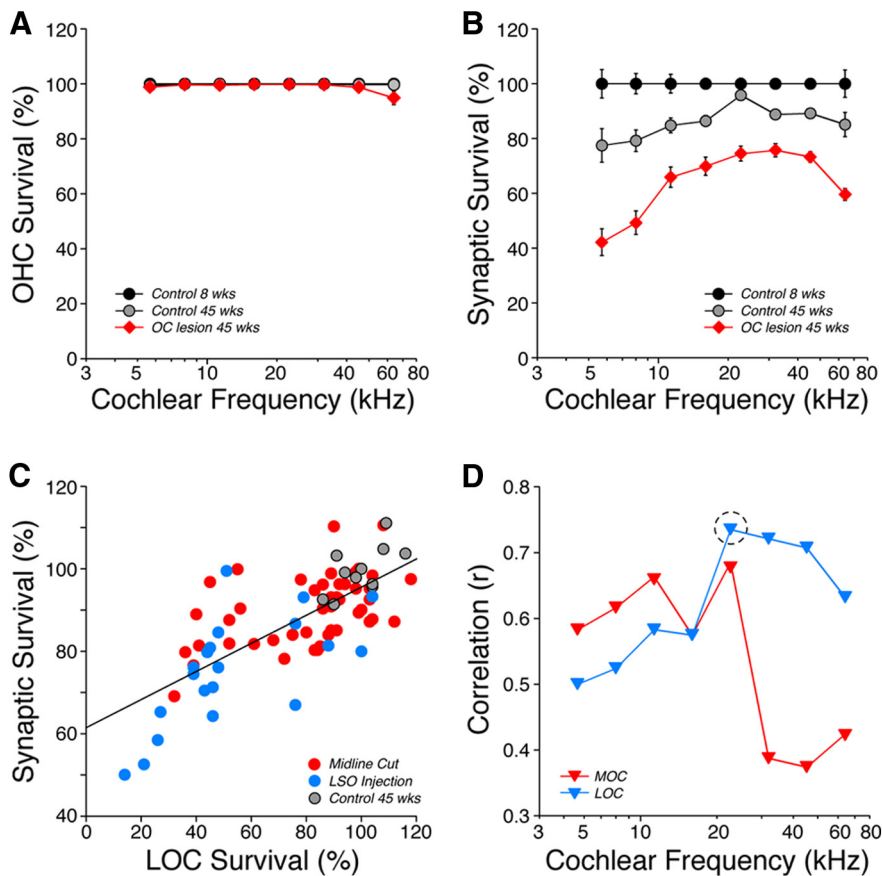 A
120
100
80
60
40
20
0
OHC Survival (%)
Control 8 wks
Control 45 wks
OC lesion 45 wks
3 5 10 20 40 60 80
Cochlear Frequency (kHz)
B
120
100
80
60
40
20
0
Synaptic Survival (%)
Control 8 wks
Control 45 wks
OC lesion 45 wks
3 5 10 20 40 60 80
Cochlear Frequency (kHz)
C
120
100
80
60
40
Synaptic Survival (%)
Midline Cut
LSO Injection
Control 45 wks
0 20 40 60 80 100 120
LOC Survival (%)
D
0.8
0.7
0.6
0.5
0.4
0.3
Correlation (r)
MOC
LOC
3 5 10 20 40 60 80
Cochlear Frequency (kHz)